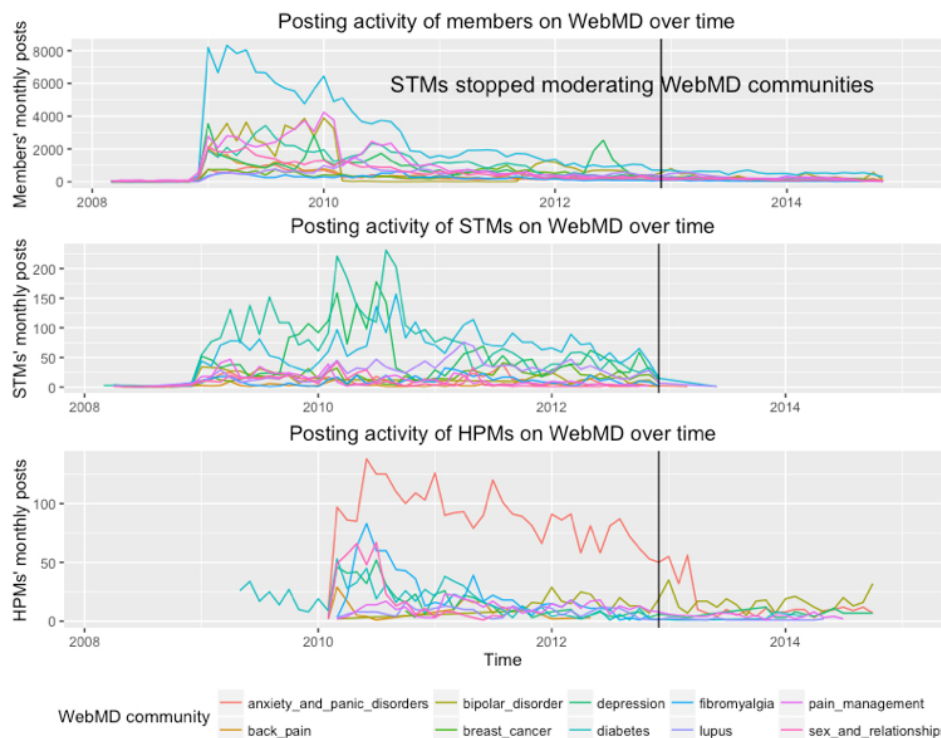 Posting activity of members on WebMD over time
Members' monthly posts
8000
6000
4000
2000
0
STMs stopped moderating WebMD communities
2008 2010 2012 2014
Posting activity of STMs on WebMD over time
STMs' monthly posts
200
150
100
50
0
2008 2010 2012 2014
Posting activity of HPMs on WebMD over time
HPMs' monthly posts
100
50
0
2008 2010 2012 2014
Time
WebMD community
anxiety_and_panic_disorders bipolar_disorder depression fibromyalgia pain_management
back_pain breast_cancer diabetes lupus sex_and_relationship